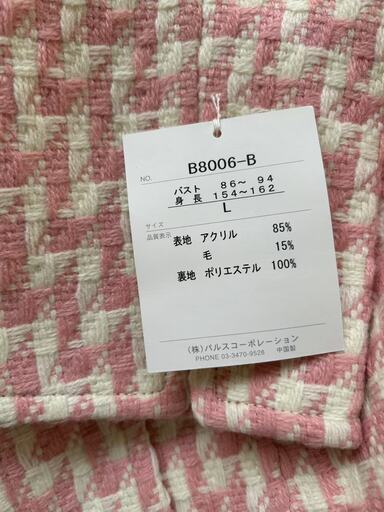 NO. B8006-B
バスト 86〜 94
身長 154〜162
L
サイズ
品質表示
表地 アクリル 85%
毛 15%
裏地 ポリエステル 100%
(株)パルスコーポレーション
PHONE 03-3470-9528 中国製